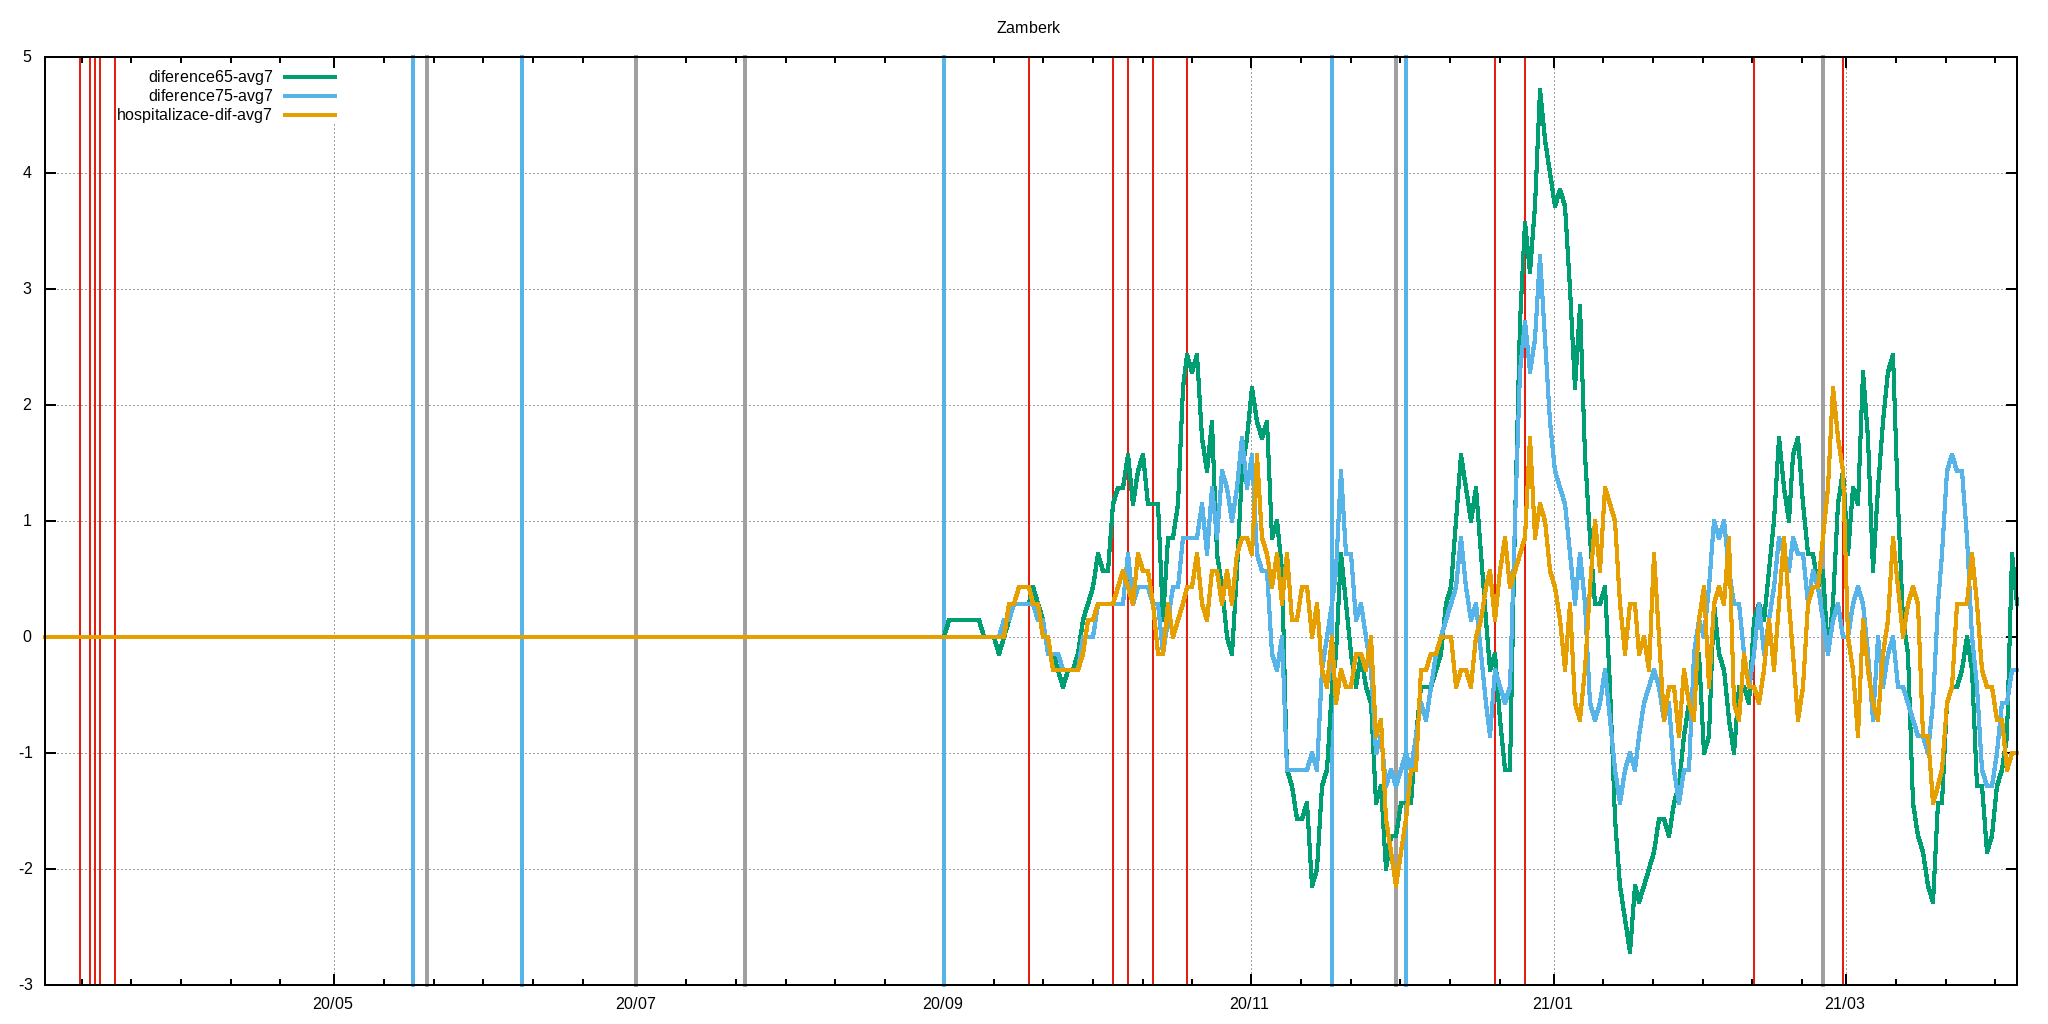 Zamberk
5
diference65-avg7
diference75-avg7
hospitalizace-dif-avg7
4
3
2
1
0
-1
-2
-3
20/05 20/07 20/09 20/11 21/01 21/03